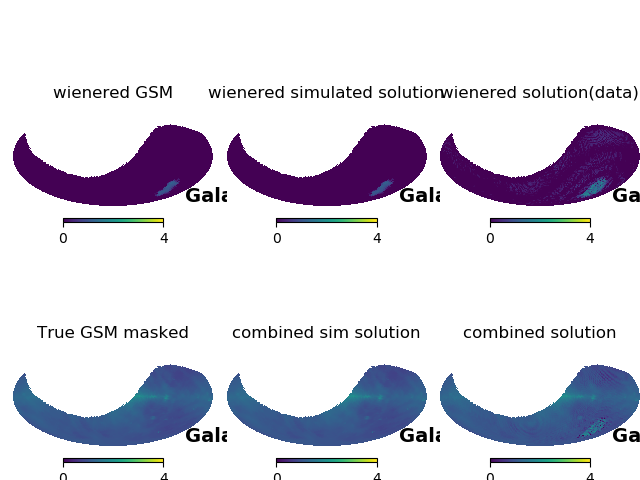 wienered GSM
wienered simulated solution
wienered solution(data)
Gala
Gala
Ga
0 4
0 4
0 4
True GSM masked
combined sim solution
combined solution
Gala
Gala
Ga
0 4
0 4
0 4